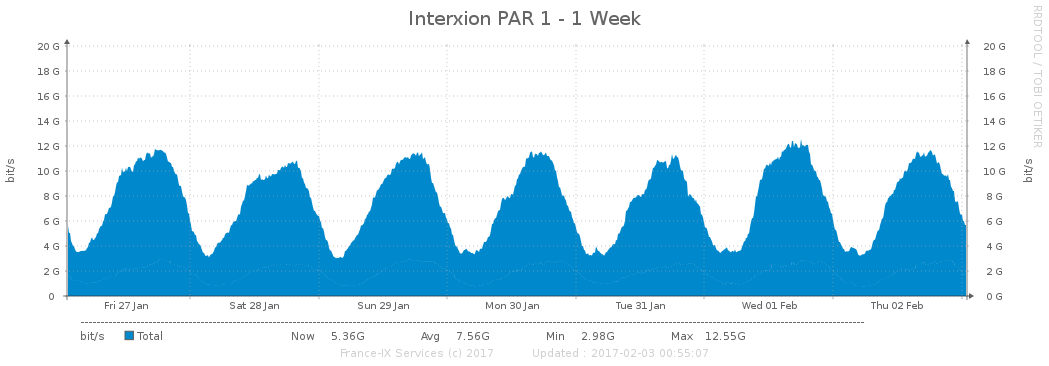 Interxion PAR 1 - 1 Week
RRDTOOL / TOBI OETIKER
bit/s
20 G 20 G
18 G 18 G
16 G 16 G
14 G 14 G
12 G 12 G
10 G 10 G
8 G 8 G
6 G 6 G
4 G 4 G
2 G 2 G
0 0 G
bit/s
Fri 27 Jan Sat 28 Jan Sun 29 Jan Mon 30 Jan Tue 31 Jan Wed 01 Feb Thu 02 Feb
bit/s Total Now 5.36G Avg 7.56G Min 2.98G Max 12.55G
France-IX Services (c) 2017 Updated : 2017-02-03 00:55:07